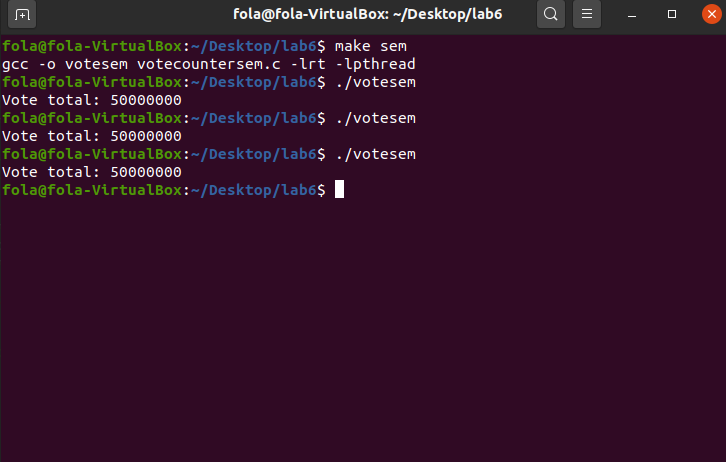 fola@fola-VirtualBox: ~/Desktop/lab6
fola@fola-VirtualBox:~/Desktop/lab6$ make sem
gcc -o votesem votecountersem.c -lrt -lpthread
fola@fola-VirtualBox:~/Desktop/lab6$ ./votesem
Vote total: 50000000
fola@fola-VirtualBox:~/Desktop/lab6$ ./votesem
Vote total: 50000000
fola@fola-VirtualBox:~/Desktop/lab6$ ./votesem
Vote total: 50000000
fola@fola-VirtualBox:~/Desktop/lab6$